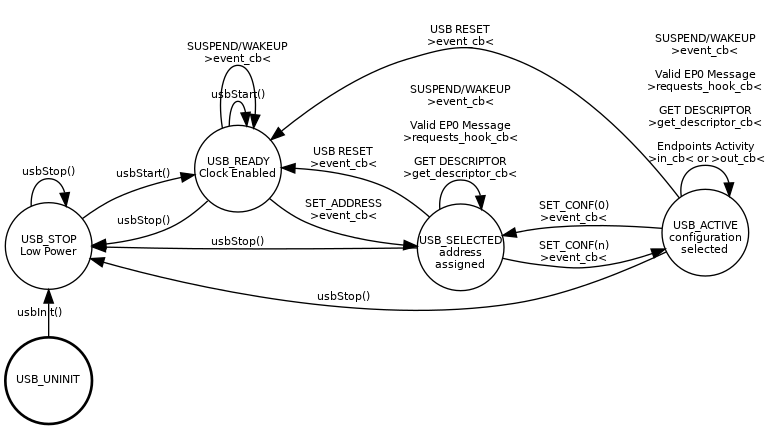 USB RESET
>event_cb<
SUSPEND/WAKEUP
>event_cb<
Valid EP0 Message
>requests_hook_cb<
GET DESCRIPTOR
>get_descriptor_cb<
Endpoints Activity
>in_cb< or >out_cb<
SUSPEND/WAKEUP
>event_cb<
usbStart()
SUSPEND/WAKEUP
>event_cb<
Valid EP0 Message
>requests_hook_cb<
GET DESCRIPTOR
>get_descriptor_cb<
USB RESET
>event_cb<
usbStop()
usbStart()
USB_READY
Clock Enabled
SET_ADDRESS
>event_cb<
SET_CONF(0)
>event_cb<
usbStop()
USB_STOP
Low Power
usbStop()
USB_SELECTED
address
assigned
SET_CONF(n)
>event_cb<
USB_ACTIVE
configuration
selected
usbStop()
usbInit()
USB_UNINIT